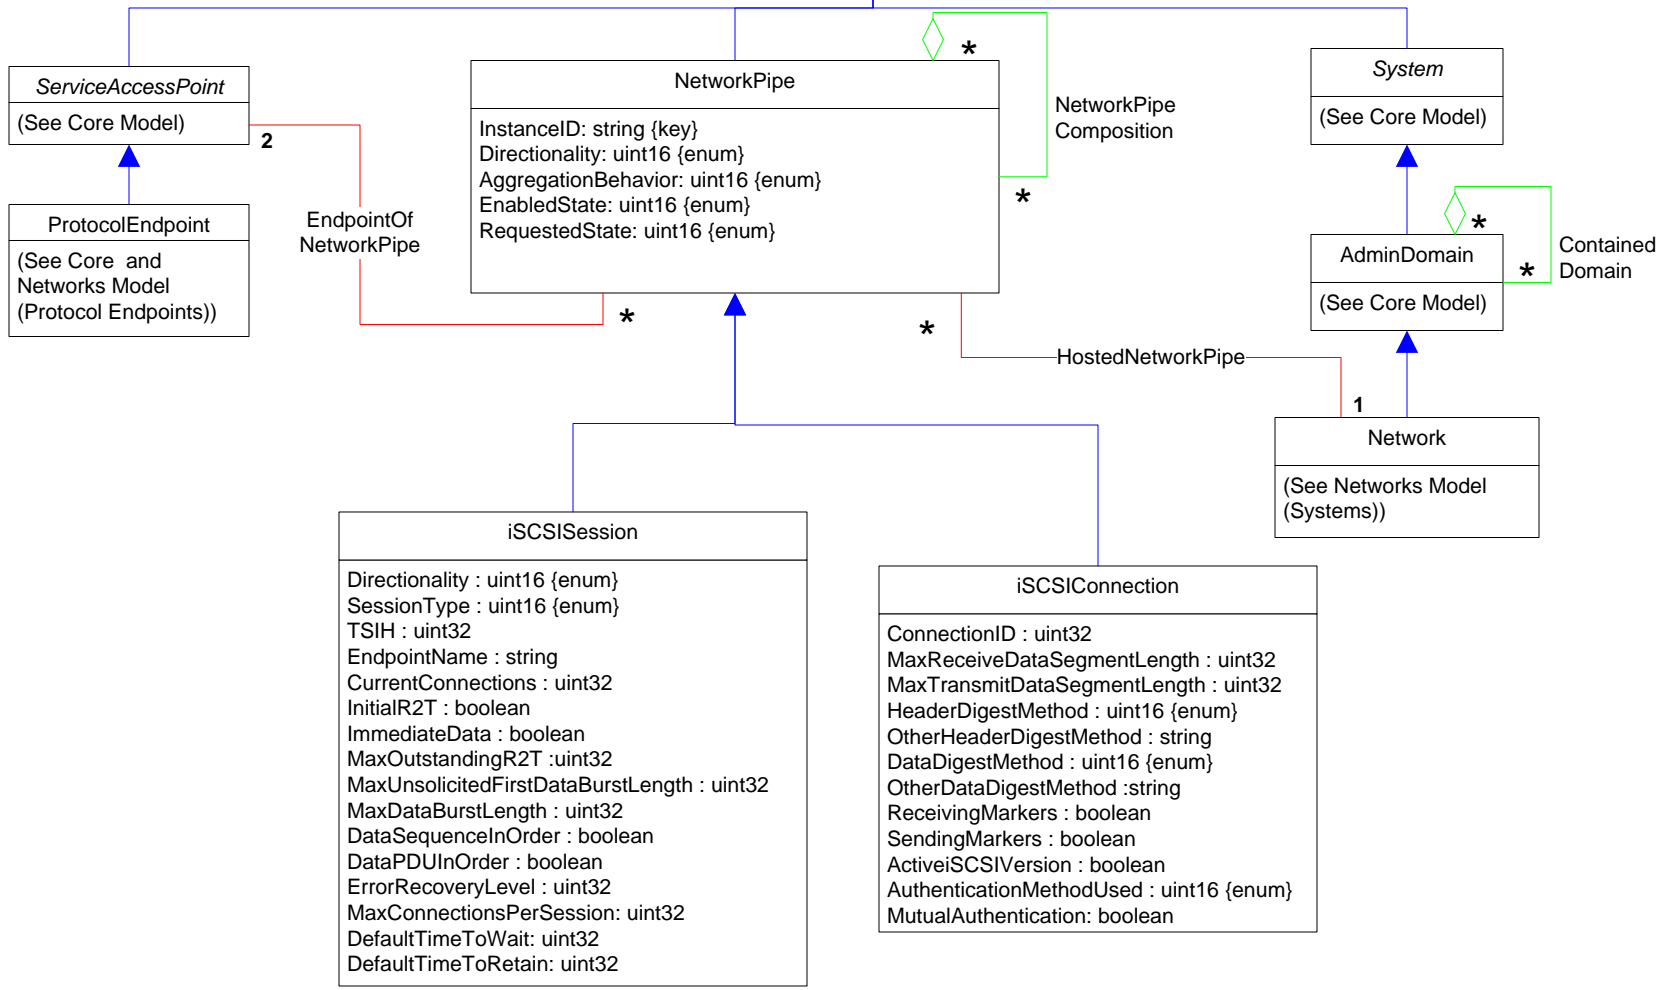 ServiceAccessPoint
(See Core Model)
2
ProtocolEndpoint
(See Core and
Networks Model
(Protocol Endpoints))
EndpointOf
NetworkPipe
*
NetworkPipe
InstanceID: string {key}
Directionality: uint16 {enum}
AggregationBehavior: uint16 {enum}
EnabledState: uint16 {enum}
RequestedState: uint16 {enum}
*
NetworkPipe
Composition
*
System
(See Core Model)
AdminDomain
(See Core Model)
*
*
Contained
Domain
*
HostedNetworkPipe
1
Network
(See Networks Model
(Systems))
iSCSISession
Directionality : uint16 {enum}
SessionType : uint16 {enum}
TSIH : uint32
EndpointName : string
CurrentConnections : uint32
InitialR2T : boolean
ImmediateData : boolean
MaxOutstandingR2T :uint32
MaxUnsolicitedFirstDataBurstLength : uint32
MaxDataBurstLength : uint32
DataSequenceInOrder : boolean
DataPDUInOrder : boolean
ErrorRecoveryLevel : uint32
MaxConnectionsPerSession: uint32
DefaultTimeToWait: uint32
DefaultTimeToRetain: uint32
iSCSIConnection
ConnectionID : uint32
MaxReceiveDataSegmentLength : uint32
MaxTransmitDataSegmentLength : uint32
HeaderDigestMethod : uint16 {enum}
OtherHeaderDigestMethod : string
DataDigestMethod : uint16 {enum}
OtherDataDigestMethod :string
ReceivingMarkers : boolean
SendingMarkers : boolean
ActiveiSCSIVersion : boolean
AuthenticationMethodUsed : uint16 {enum}
MutualAuthentication: boolean